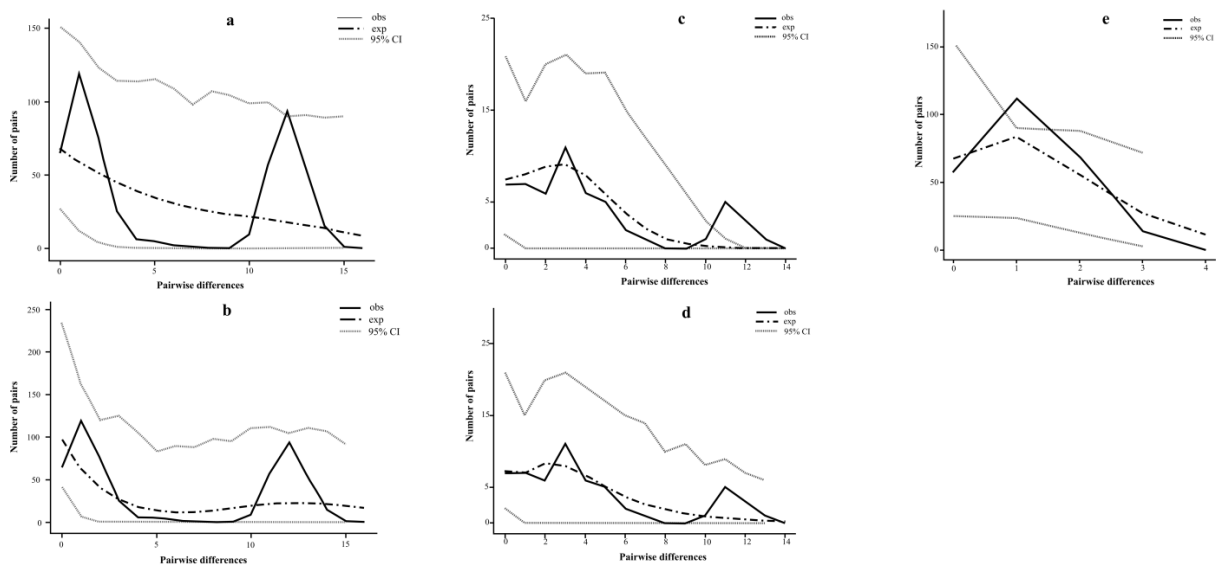 a
obs
exp
95% CI
150
100
50
0
Number of pairs
0 5 10 15
Pairwise differences
b
obs
exp
95% CI
250
200
150
100
50
0
Number of pairs
0 5 10 15
Pairwise differences
c
obs
exp
95% CI
25
15
5
0
Number of pairs
0 2 4 6 8 10 12 14
Pairwise differences
d
obs
exp
95% CI
25
15
5
0
Number of pairs
0 2 4 6 8 10 12 14
Pairwise differences
e
obs
exp
95% CI
150
100
50
0
Number of pairs
0 1 2 3 4
Pairwise differences